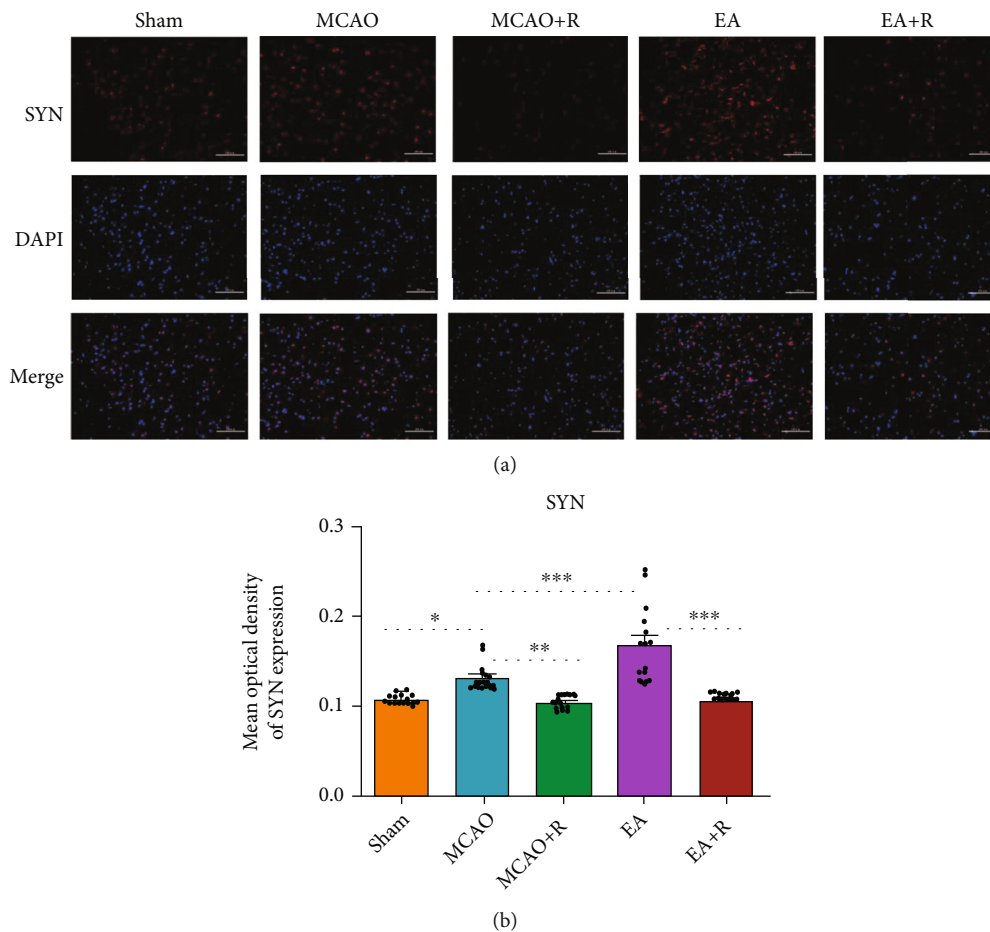 Sham MCAO MCAO+R EA EA+R
SYN
DAPI
Merge
(a)
SYN
Mean optical density
of SYN expression
0.3
0.2
0.1
0.0
*
**
***
***
Sham
MCAO
MCAO+R
EA
EA+R
(b)